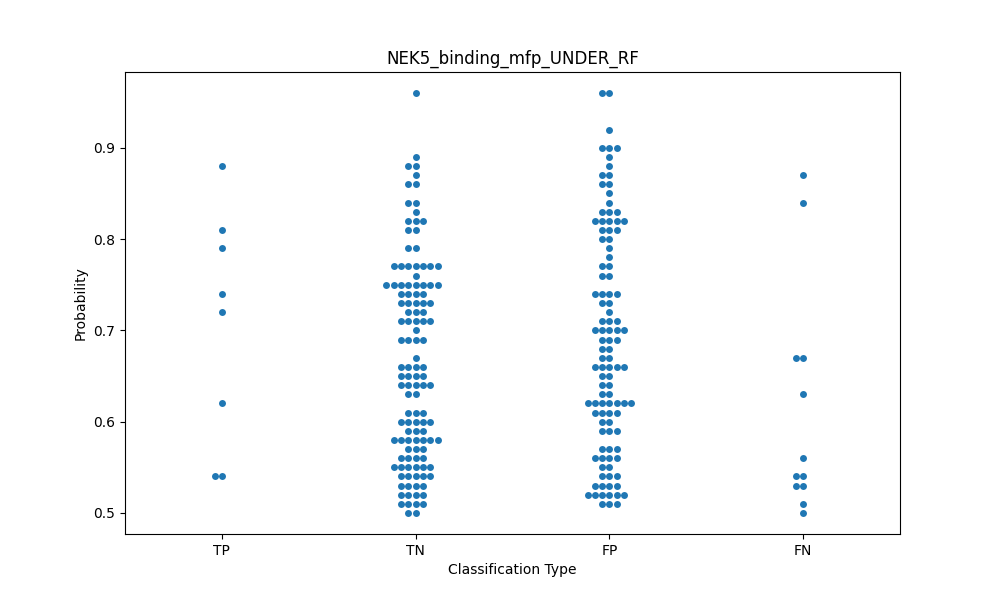 NEK5_binding_mfp_UNDER_RF
0.9
0.8
0.7
0.6
0.5
Probability
TP TN FP FN
Classification Type